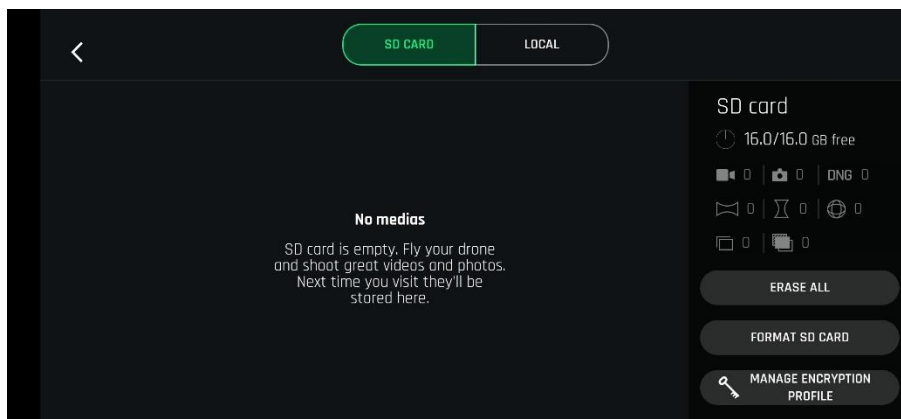 SD CARD
LOCAL
SD card
16.0/16.0 GB free
0
0
DNG 0
0
0
0
0
0
No medias
SD card is empty. Fly your drone
and shoot great videos and photos.
Next time you visit they'll be
stored here.
ERASE ALL
FORMAT SD CARD
MANAGE ENCRYPTION
PROFILE